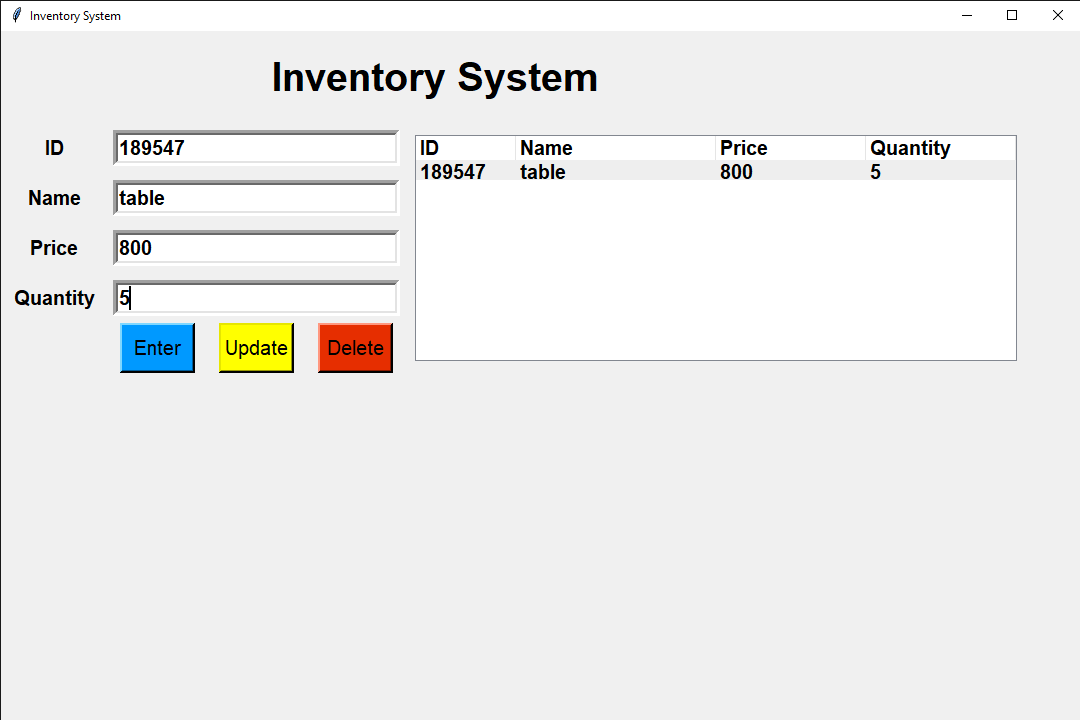 Inventory System
Inventory System
ID 189547
Name table
Price 800
Quantity 5
Enter Update Delete
ID Name Price Quantity
189547 table 800 5